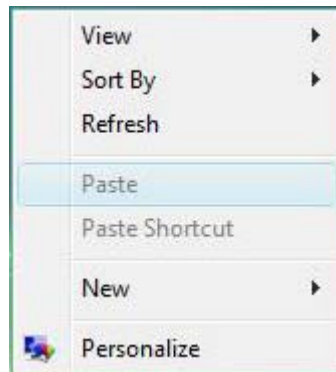 View
Sort By
Refresh
Paste
Paste Shortcut
New
Personalize